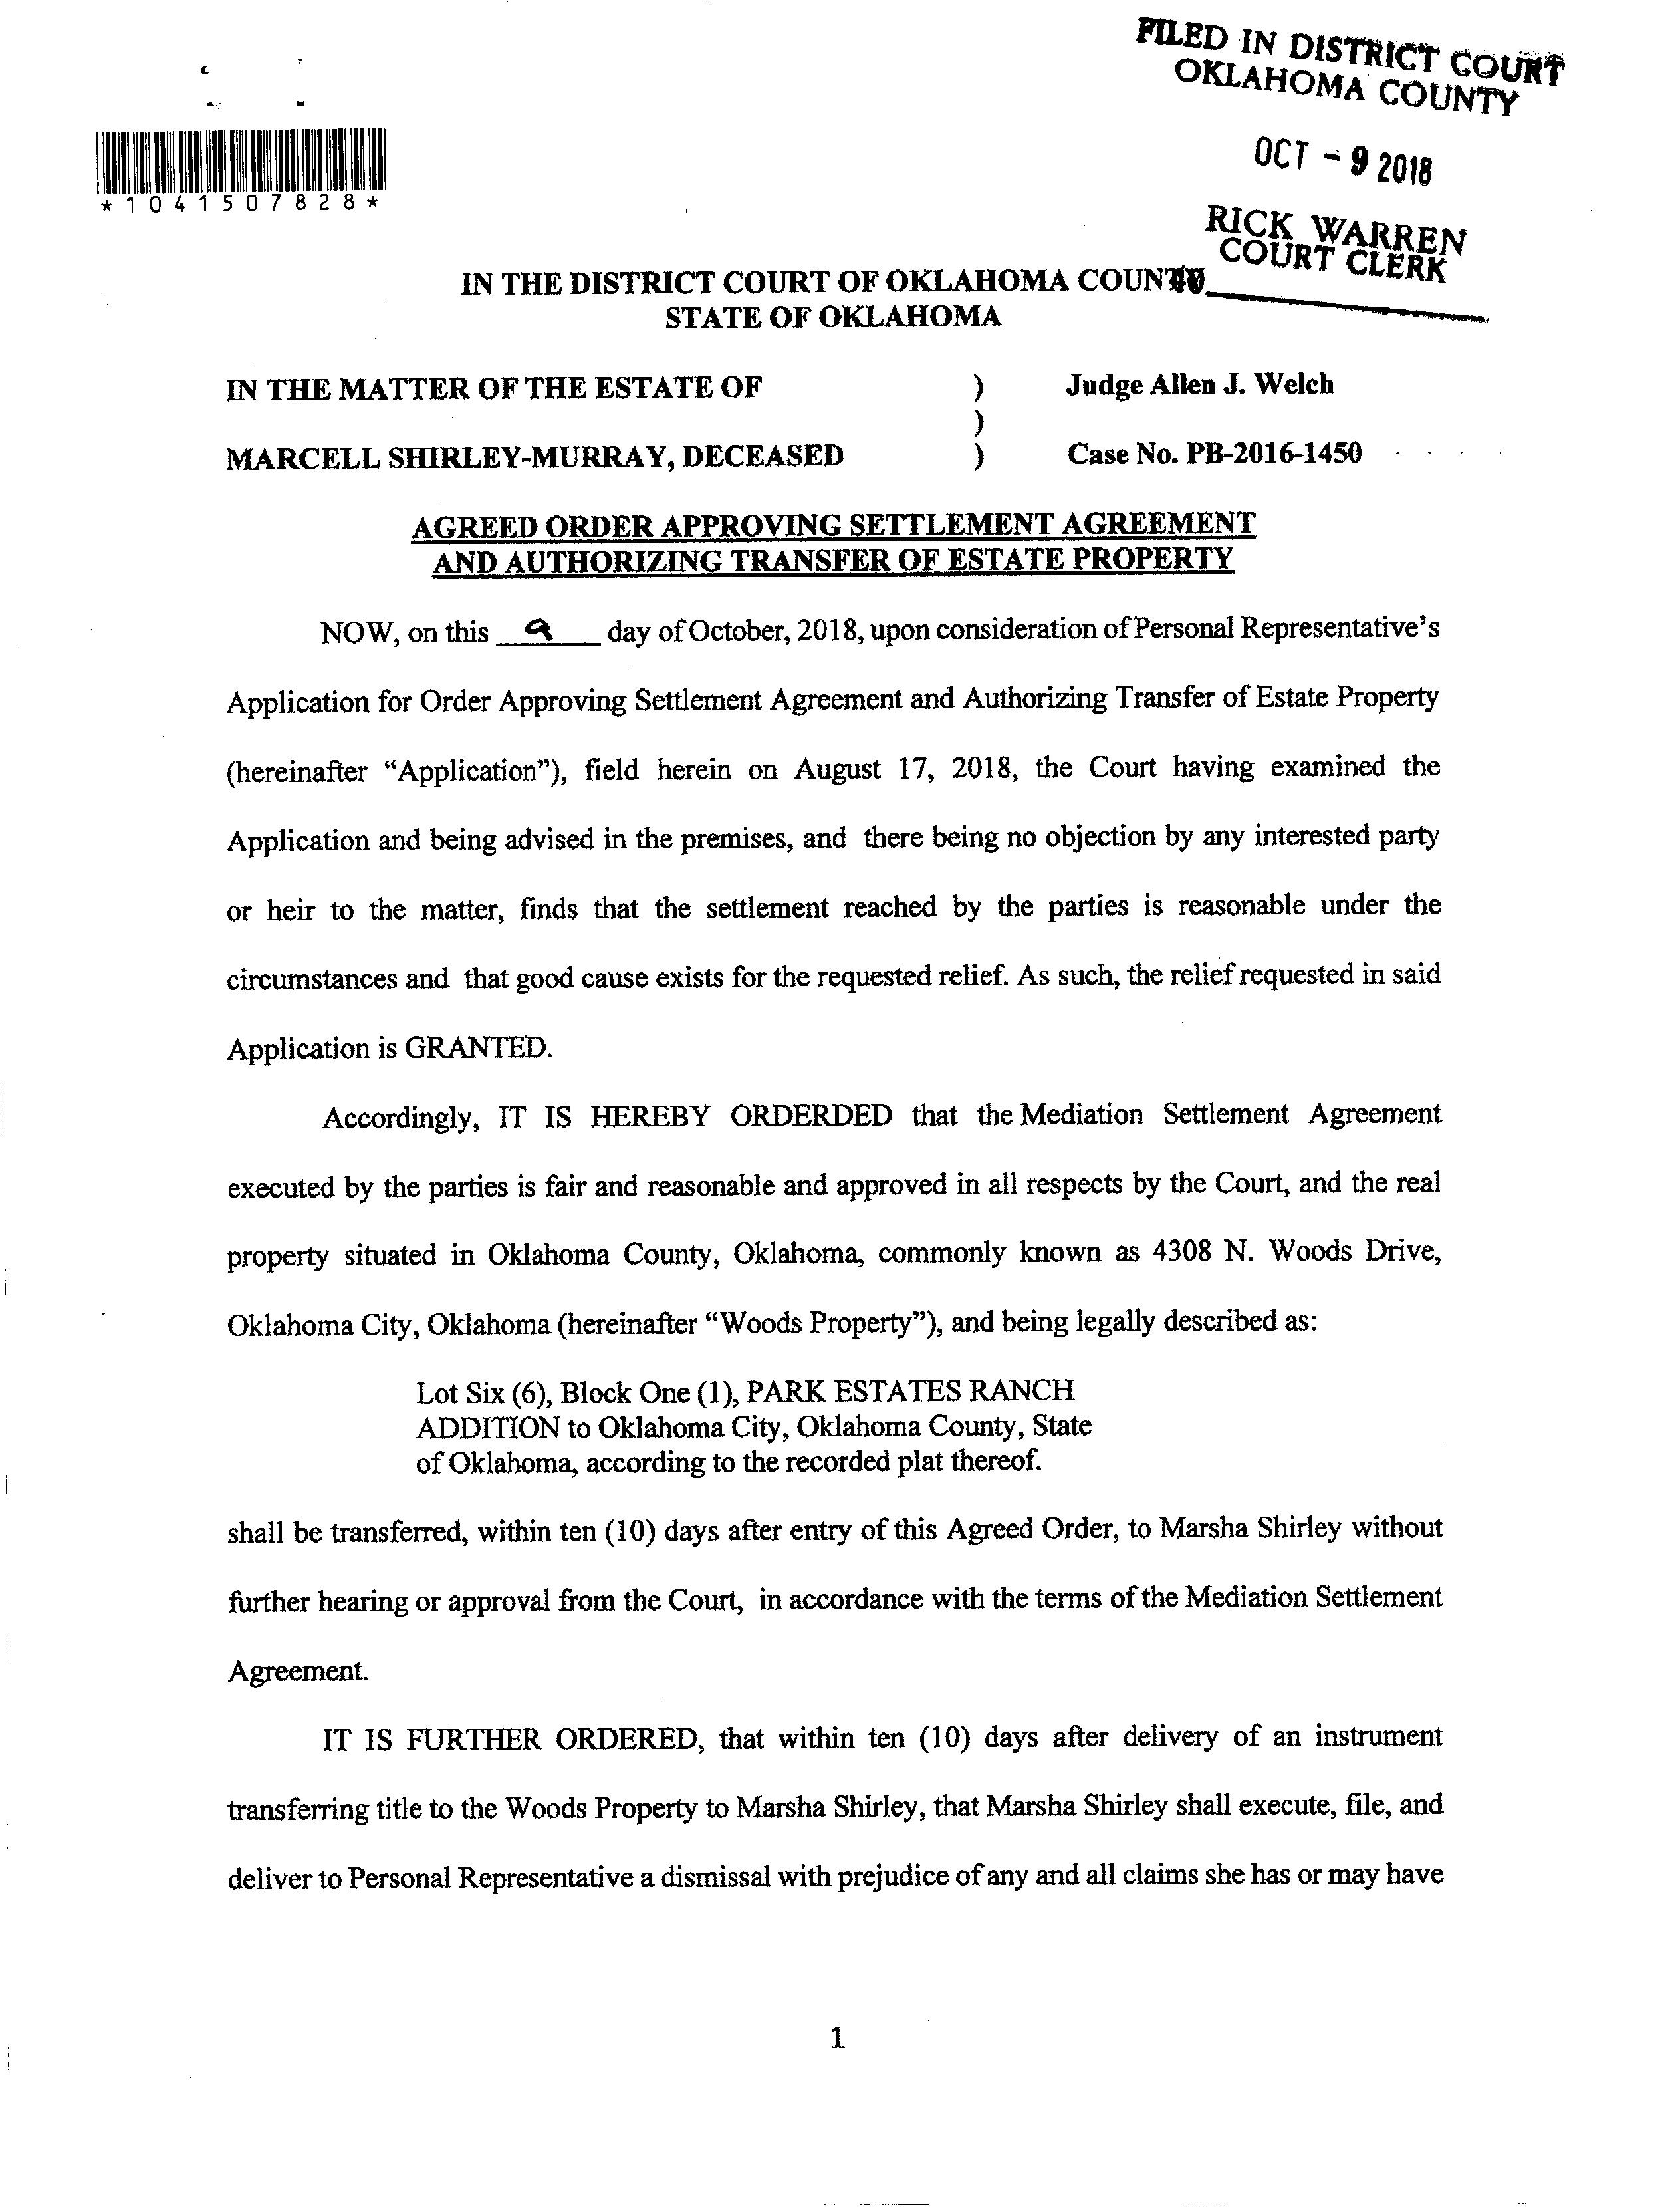 FILED IN DISTRICT COURT
OKLAHOMA COUNTY
OCT - 9 2018
RICK WARREN
COURT CLERK
*1041507828*
IN THE DISTRICT COURT OF OKLAHOMA COUNTY
STATE OF OKLAHOMA
IN THE MATTER OF THE ESTATE OF ) Judge Allen J. Welch
)
MARCELL SHIRLEY-MURRAY, DECEASED ) Case No. PB-2016-1450
AGREED ORDER APPROVING SETTLEMENT AGREEMENT
AND AUTHORIZING TRANSFER OF ESTATE PROPERTY
NOW, on this 9 day of October, 2018, upon consideration of Personal Representative's
Application for Order Approving Settlement Agreement and Authorizing Transfer of Estate Property
(hereinafter “Application”), field herein on August 17, 2018, the Court having examined the
Application and being advised in the premises, and there being no objection by any interested party
or heir to the matter, finds that the settlement reached by the parties is reasonable under the
circumstances and that good cause exists for the requested relief. As such, the relief requested in said
Application is GRANTED.
Accordingly, IT IS HEREBY ORDERDED that the Mediation Settlement Agreement
executed by the parties is fair and reasonable and approved in all respects by the Court, and the real
property situated in Oklahoma County, Oklahoma, commonly known as 4308 N. Woods Drive,
Oklahoma City, Oklahoma (hereinafter “Woods Property”), and being legally described as:
Lot Six (6), Block One (1), PARK ESTATES RANCH
ADDITION to Oklahoma City, Oklahoma County, State
of Oklahoma, according to the recorded plat thereof.
shall be transferred, within ten (10) days after entry of this Agreed Order, to Marsha Shirley without
further hearing or approval from the Court, in accordance with the terms of the Mediation Settlement
Agreement.
IT IS FURTHER ORDERED, that within ten (10) days after delivery of an instrument
transferring title to the Woods Property to Marsha Shirley, that Marsha Shirley shall execute, file, and
deliver to Personal Representative a dismissal with prejudice of any and all claims she has or may have
1